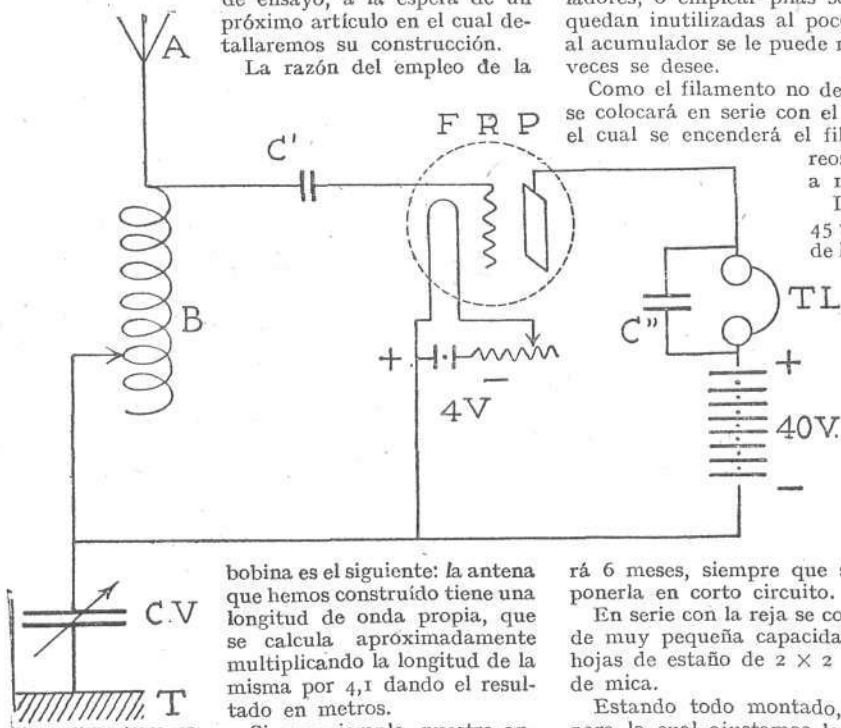 de ensayo, a la espera de un
próximo artículo en el cual de-
tallaremos su construcción.
La razón del empleo de la
quedan inutilizadas al poc
al acumulador se le puede
veces se desee.
Como el filamento no de
se colocará en serie con el
el cual se encenderá el fil
reos
a
45
de
A
F R P
C'
B
TL
C"
+
+
-
4V
40V.
-
C.V
T
bobina es el siguiente: la antena
que hemos construído tiene una
longitud de onda propia, que
se calcula aproximadamente
multiplicando la longitud de la
misma por 4,1 dando el resul-
tado en metros.
rá 6 meses, siempre que s
ponerla en corto circuito.
En serie con la reja se co
de muy pequeña capacida
hojas de estaño de 2 × 2
de mica.
Estando todo montado,